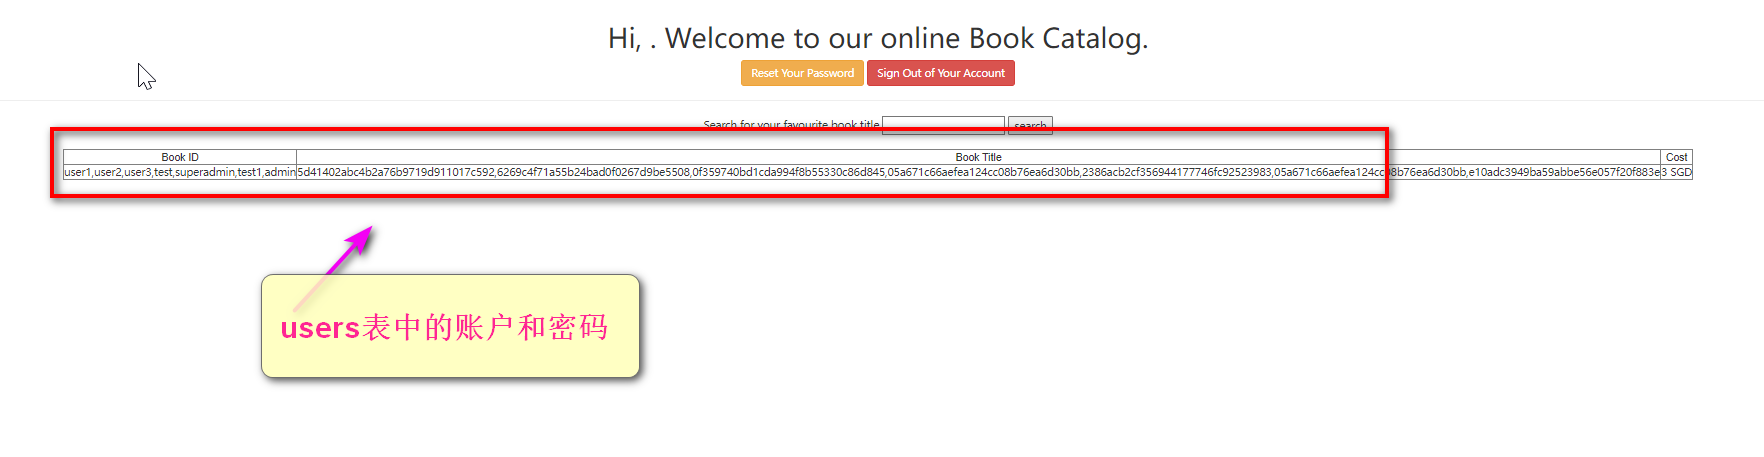 Hi, . Welcome to our online Book Catalog.
Reset Your Password Sign Out of Your Account
Search for your favourite book title search
Book ID Book Title Cost
user1,user2,user3,test,superadmin,test1,admin 5d41402abc4b2a76b9719d911017c592,6269c4f71a55b24bad0f0267d9be5508,0f359740bd1cda994f8b55330c86d845,05a671c66aefea124cc08b76ea6d30bb,2386acb2cf356944177746fc92523983,05a671c66aefea124cc08b76ea6d30bb,e10adc3949ba59abbe56e057f20f883e 3 SGD
users表中的账户和密码